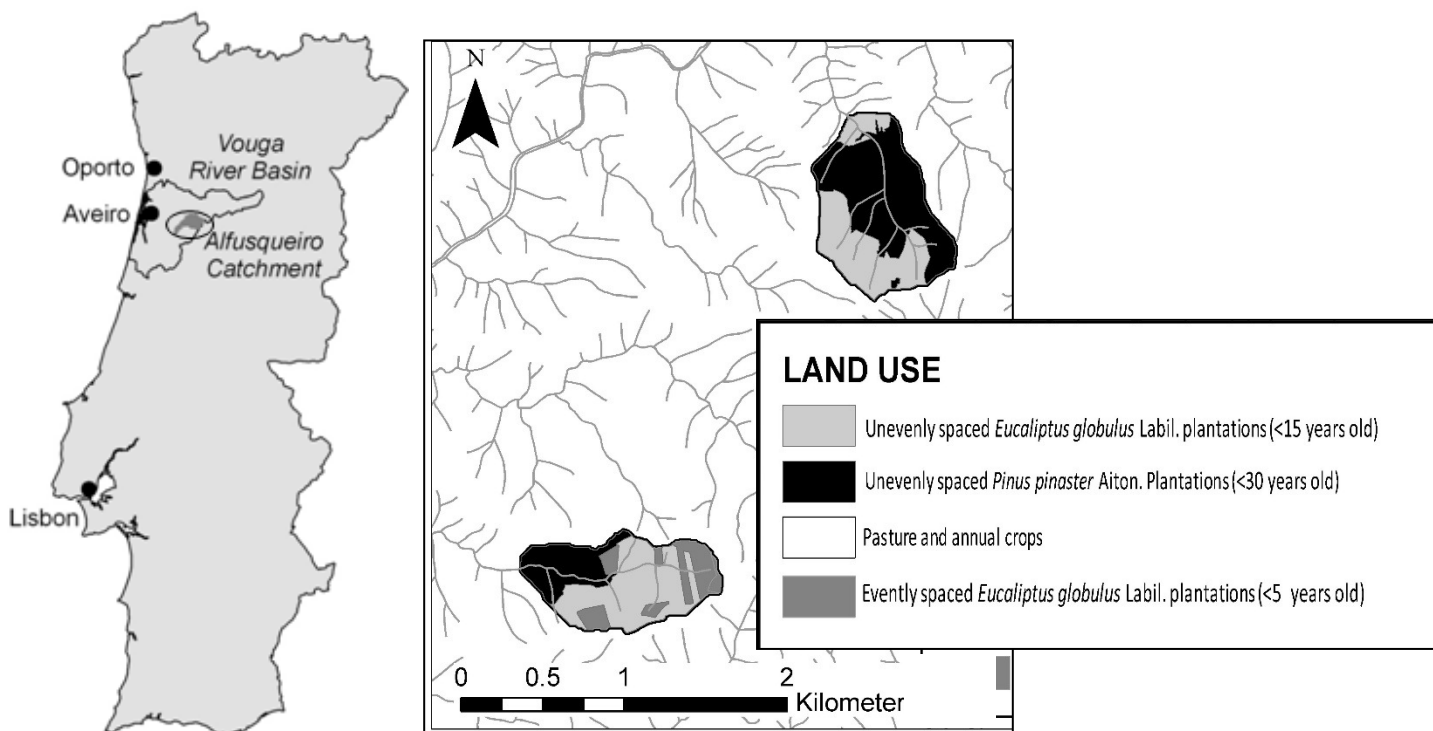 Vouga
River Basin
Oporto
Aveiro
Alfusqueiro
Catchment
Lisbon
N
0 0.5 1 2
Kilometer
LAND USE
Unevenly spaced Eucaliptus globulus Labil. plantations (<15 years old)
Unevenly spaced Pinus pinaster Aiton. Plantations (<30 years old)
Pasture and annual crops
Evently spaced Eucaliptus globulus Labil. plantations (<5 years old)